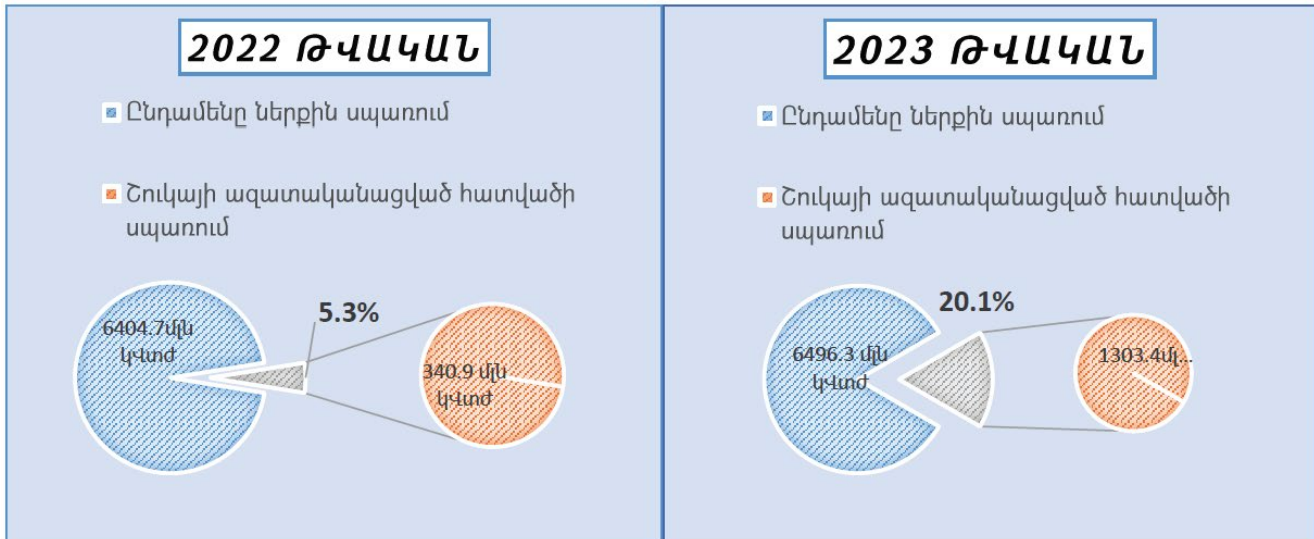 2022 ԹՎԱԿԱՆ
Ընդամենը ներքին սպառում
Շուկայի ազատականացված հատվածի
սպառում
6404.7մլն
կՎտժ
5.3%
340.9 մլն
կՎտժ
2023 ԹՎԱԿԱՆ
Ընդամենը ներքին սպառում
Շուկայի ազատականացված հատվածի
սպառում
6496.3 մլն
կՎտժ
20.1%
1303.4մլ...